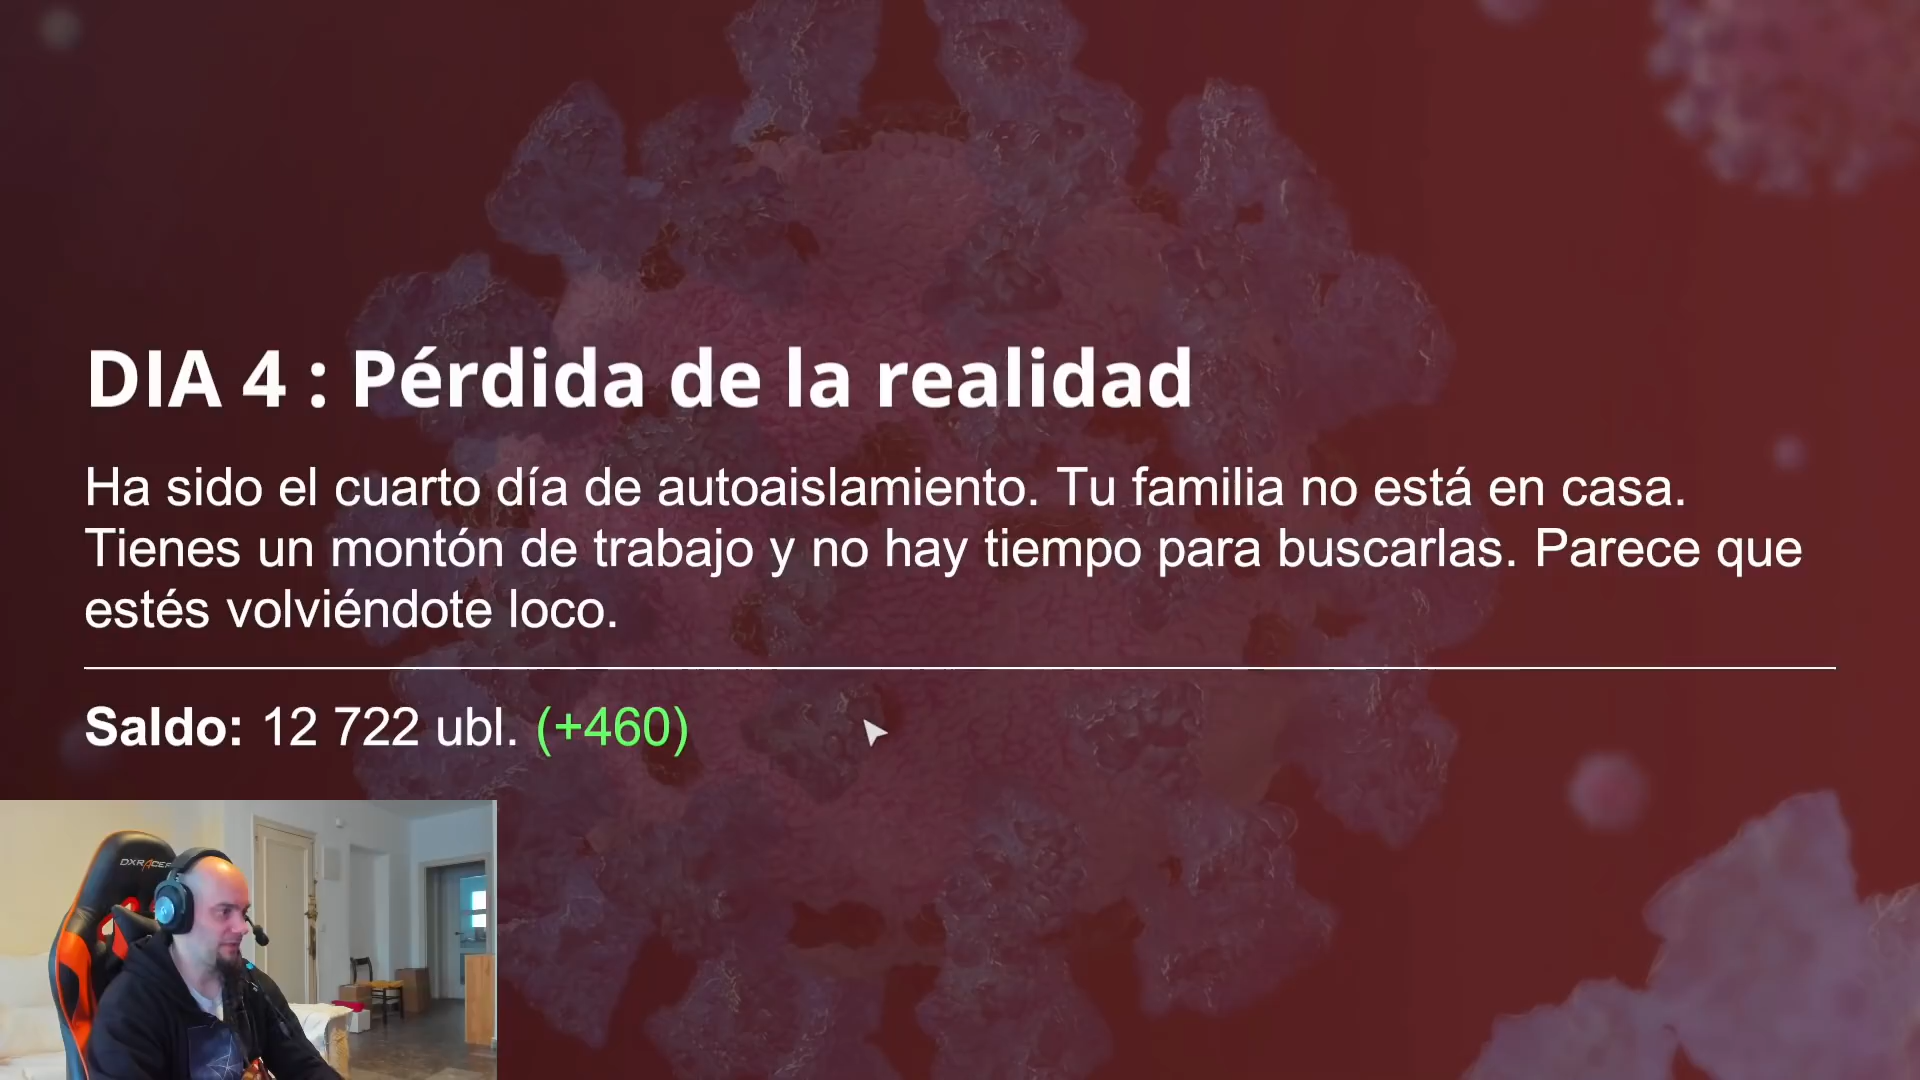 DIA 4 : Pérdida de la realidad
Ha sido el cuarto día de autoaislamiento. Tu familia no está en casa.
Tienes un montón de trabajo y no hay tiempo para buscarlas. Parece que
estés volviéndote loco.
Saldo: 12 722 ubl. (+460)
DXRACER